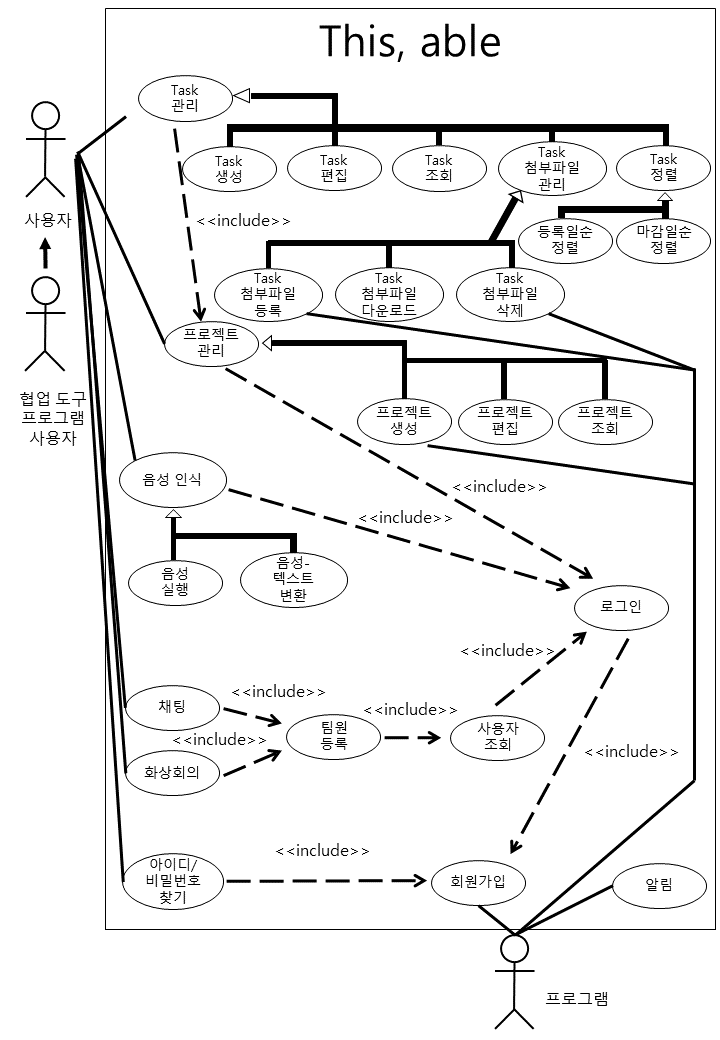 This, able
Task
관리
Task
생성
Task
편집
Task
조회
Task
첨부파일
관리
Task
정렬
사용자
<<include>>
등록일순
정렬
마감일순
정렬
Task
첨부파일
등록
Task
첨부파일
다운로드
Task
첨부파일
삭제
프로젝트
관리
협업 도구
프로그램
사용자
프로젝트
생성
프로젝트
편집
프로젝트
조회
음성 인식
<<include>>
<<include>>
음성
실행
음성-
텍스트
변환
로그인
<<include>>
채팅
<<include>>
<<include>>
<<include>>
팀원
등록
사용자
조회
<<include>>
화상회의
<<include>>
아이디/
비밀번호
찾기
회원가입
알림
프로그램